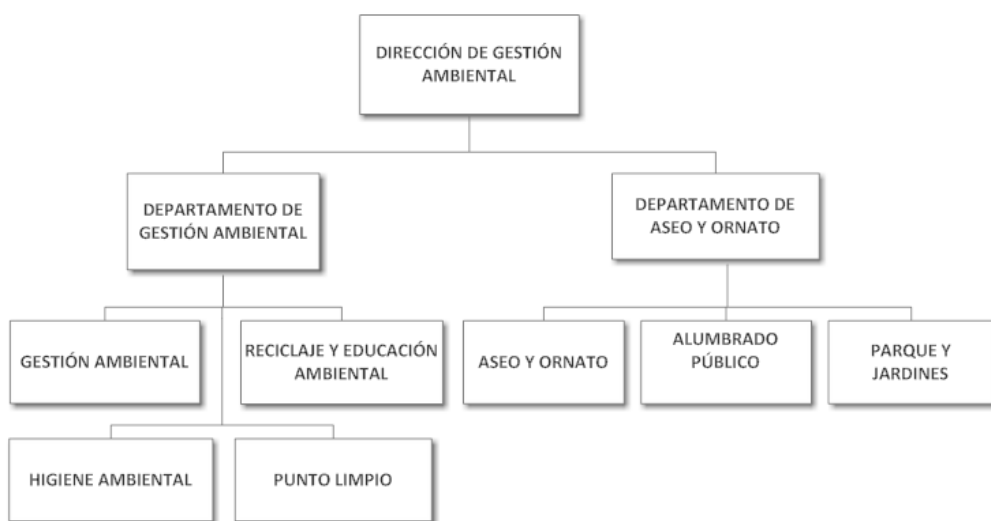 DIRECCIÓN DE GESTIÓN
AMBIENTAL
DEPARTAMENTO DE
GESTIÓN AMBIENTAL
DEPARTAMENTO DE
ASEO Y ORNATO
GESTIÓN AMBIENTAL
RECICLAJE Y EDUCACIÓN
AMBIENTAL
ASEO Y ORNATO
ALUMBRADO
PÚBLICO
PARQUE Y
JARDINES
HIGIENE AMBIENTAL
PUNTO LIMPIO